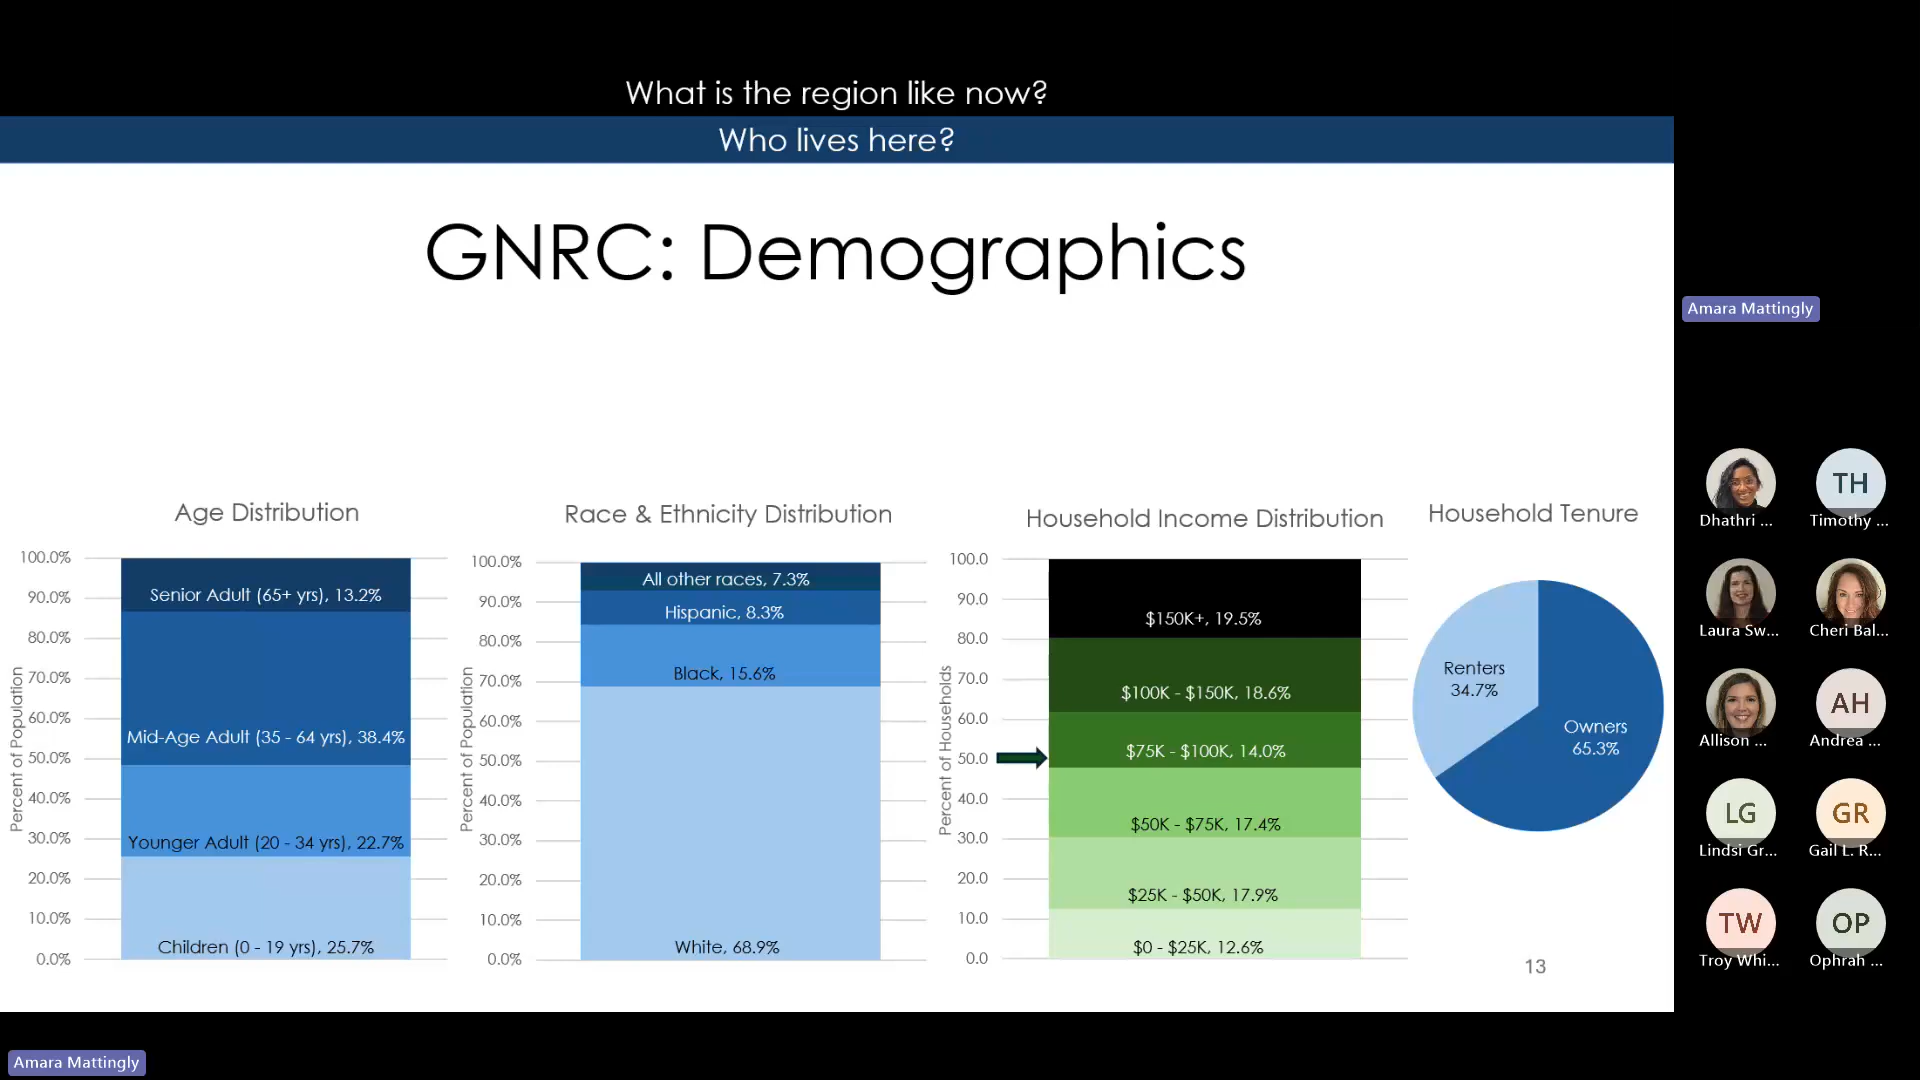 What is the region like now?
Who lives here?
GNRC: Demographics
Age Distribution
Percent of Population
100.0%
90.0%
80.0%
70.0%
60.0%
50.0%
40.0%
30.0%
20.0%
10.0%
0.0%
Senior Adult (65+ yrs), 13.2%
Mid-Age Adult (35 - 64 yrs), 38.4%
Younger Adult (20 - 34 yrs), 22.7%
Children (0 - 19 yrs), 25.7%
Race & Ethnicity Distribution
Percent of Population
100.0%
90.0%
80.0%
70.0%
60.0%
50.0%
40.0%
30.0%
20.0%
10.0%
0.0%
All other races, 7.3%
Hispanic, 8.3%
Black, 15.6%
White, 68.9%
Household Income Distribution
Percent of Households
100.0
90.0
80.0
70.0
60.0
50.0
40.0
30.0
20.0
10.0
0.0
$150K+, 19.5%
$100K - $150K, 18.6%
$75K - $100K, 14.0%
$50K - $75K, 17.4%
$25K - $50K, 17.9%
$0 - $25K, 12.6%
Household Tenure
Renters
34.7%
Owners
65.3%
13
Amara Mattingly
Dhathri ...
TH
Timothy ...
Laura Sw...
Cheri Bal...
Allison ...
AH
Andrea ...
LG
Lindsi Gr...
GR
Gail L. R...
TW
Troy Whi...
OP
Ophrah ...
Amara Mattingly